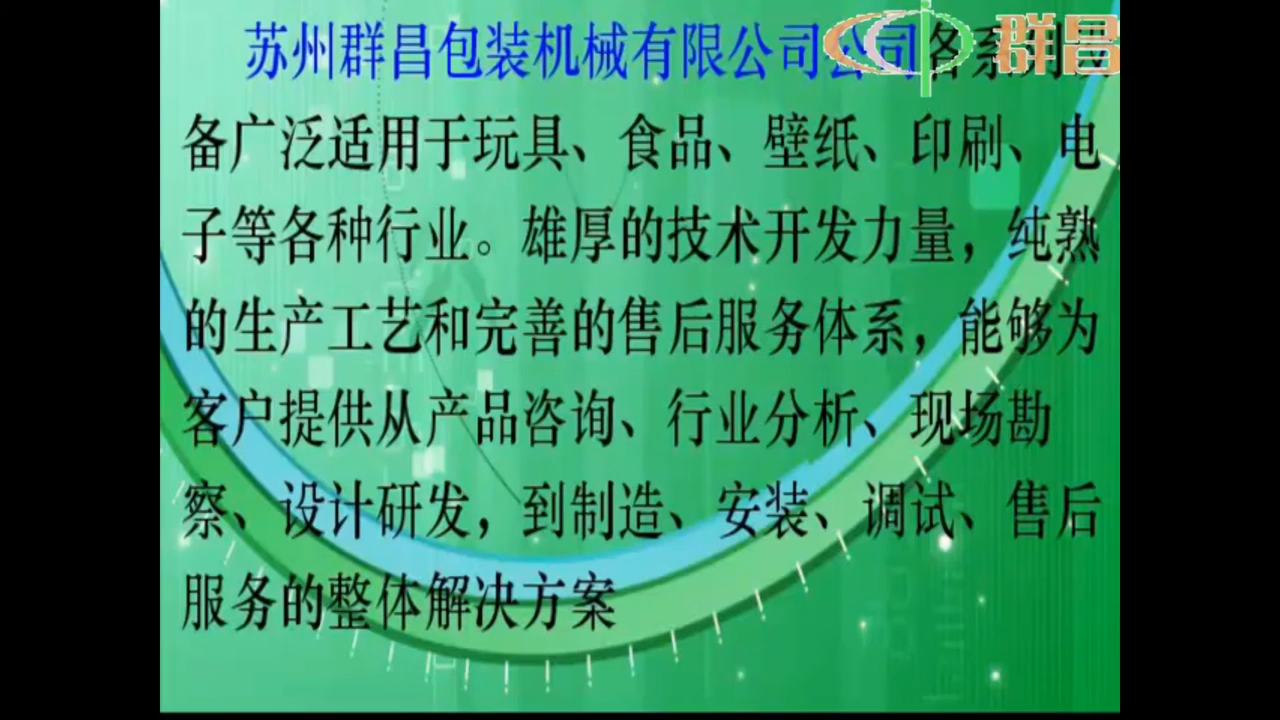 苏州群昌包装机械有限公司公司各系列设
群昌
备广泛适用于玩具、食品、壁纸、印刷、电
子等各种行业。雄厚的技术开发力量，纯熟
的生产工艺和完善的售后服务体系，能够为
客户提供从产品咨询、行业分析、现场勘
察、设计研发，到制造、安装、调试、售后
服务的整体解决方案